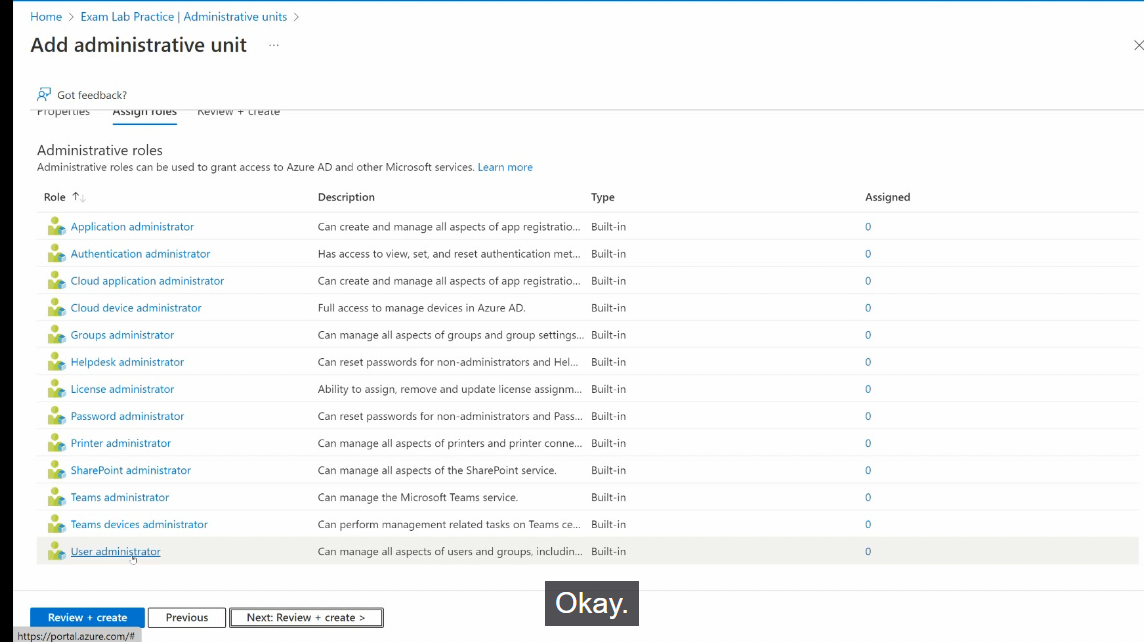 Home > Exam Lab Practice | Administrative units >
Add administrative unit ...
Got feedback?
Properties Assign roles Review + create
Administrative roles
Administrative roles can be used to grant access to Azure AD and other Microsoft services. Learn more
Role Description Type Assigned
Application administrator Can create and manage all aspects of app registratio... Built-in 0
Authentication administrator Has access to view, set, and reset authentication met... Built-in 0
Cloud application administrator Can create and manage all aspects of app registratio... Built-in 0
Cloud device administrator Full access to manage devices in Azure AD. Built-in 0
Groups administrator Can manage all aspects of groups and group settings... Built-in 0
Helpdesk administrator Can reset passwords for non-administrators and Hel... Built-in 0
License administrator Ability to assign, remove and update license assignm... Built-in 0
Password administrator Can reset passwords for non-administrators and Pass... Built-in 0
Printer administrator Can manage all aspects of printers and printer conne... Built-in 0
SharePoint administrator Can manage all aspects of the SharePoint service. Built-in 0
Teams administrator Can manage the Microsoft Teams service. Built-in 0
Teams devices administrator Can perform management related tasks on Teams ce... Built-in 0
User administrator Can manage all aspects of users and groups, includin... Built-in 0
Okay.
Review + create Previous Next: Review + create >
https://portal.azure.com/#